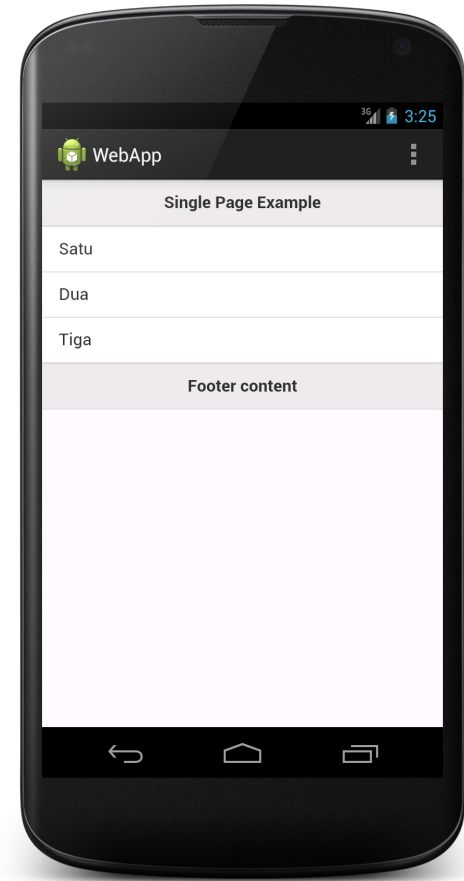 3G 3:25
WebApp
Single Page Example
Satu
Dua
Tiga
Footer content